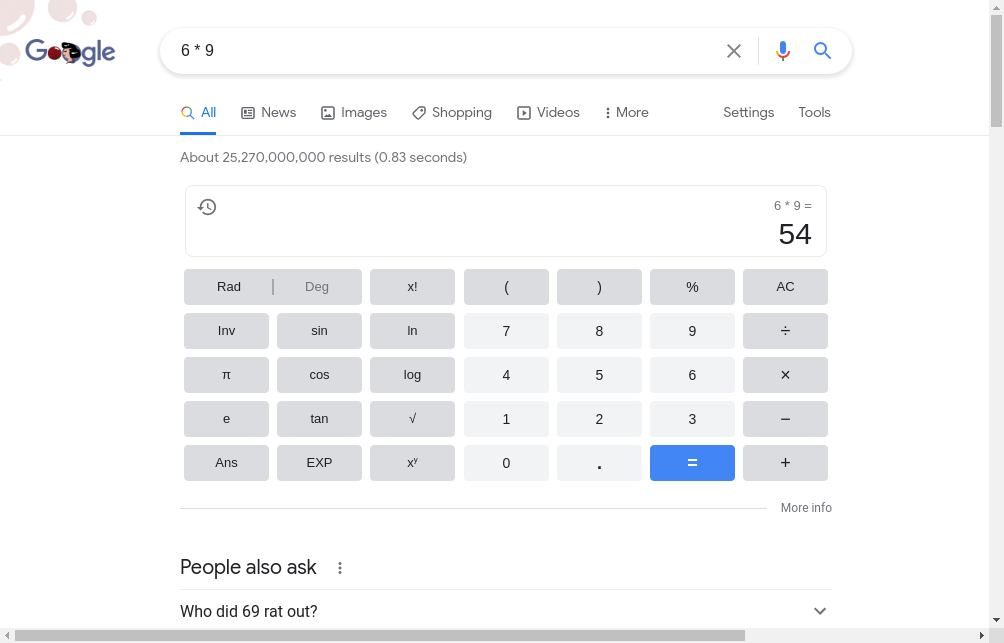 Google
6 * 9
All News Images Shopping Videos More Settings Tools
About 25,270,000,000 results (0.83 seconds)
6 * 9 =
54
Rad | Deg x! ( ) % AC
Inv sin ln 7 8 9 ÷
π cos log 4 5 6 ×
e tan √ 1 2 3 −
Ans EXP xʸ 0 . = +
More info
People also ask
Who did 69 rat out?